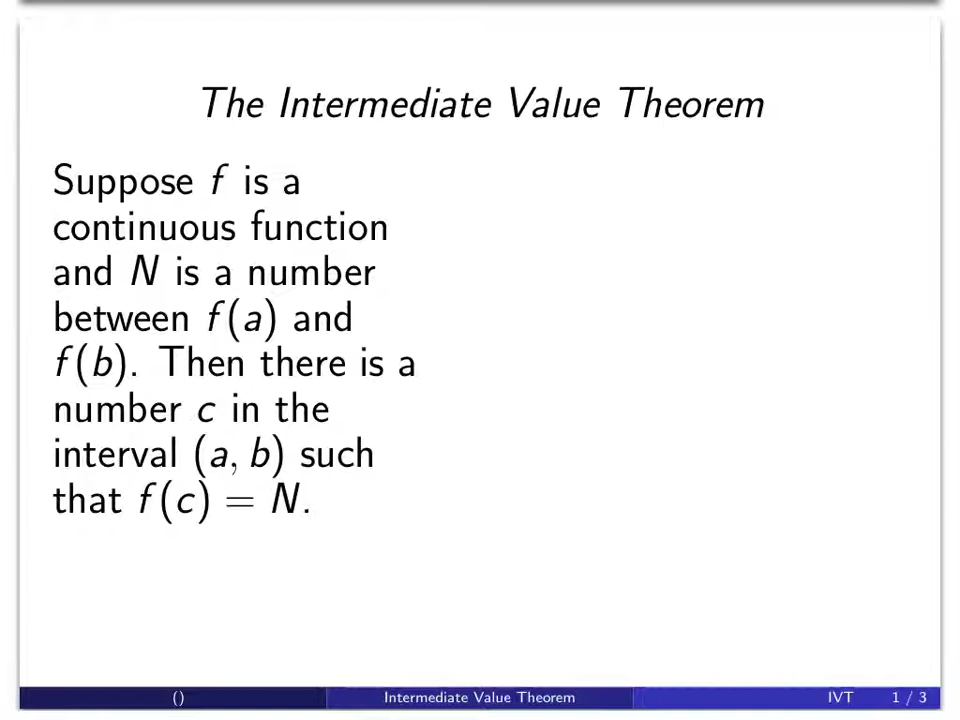 The Intermediate Value Theorem
Suppose f is a
continuous function
and N is a number
between f(a) and
f(b). Then there is a
number c in the
interval (a, b) such
that f(c) = N.
() Intermediate Value Theorem IVT 1 / 3